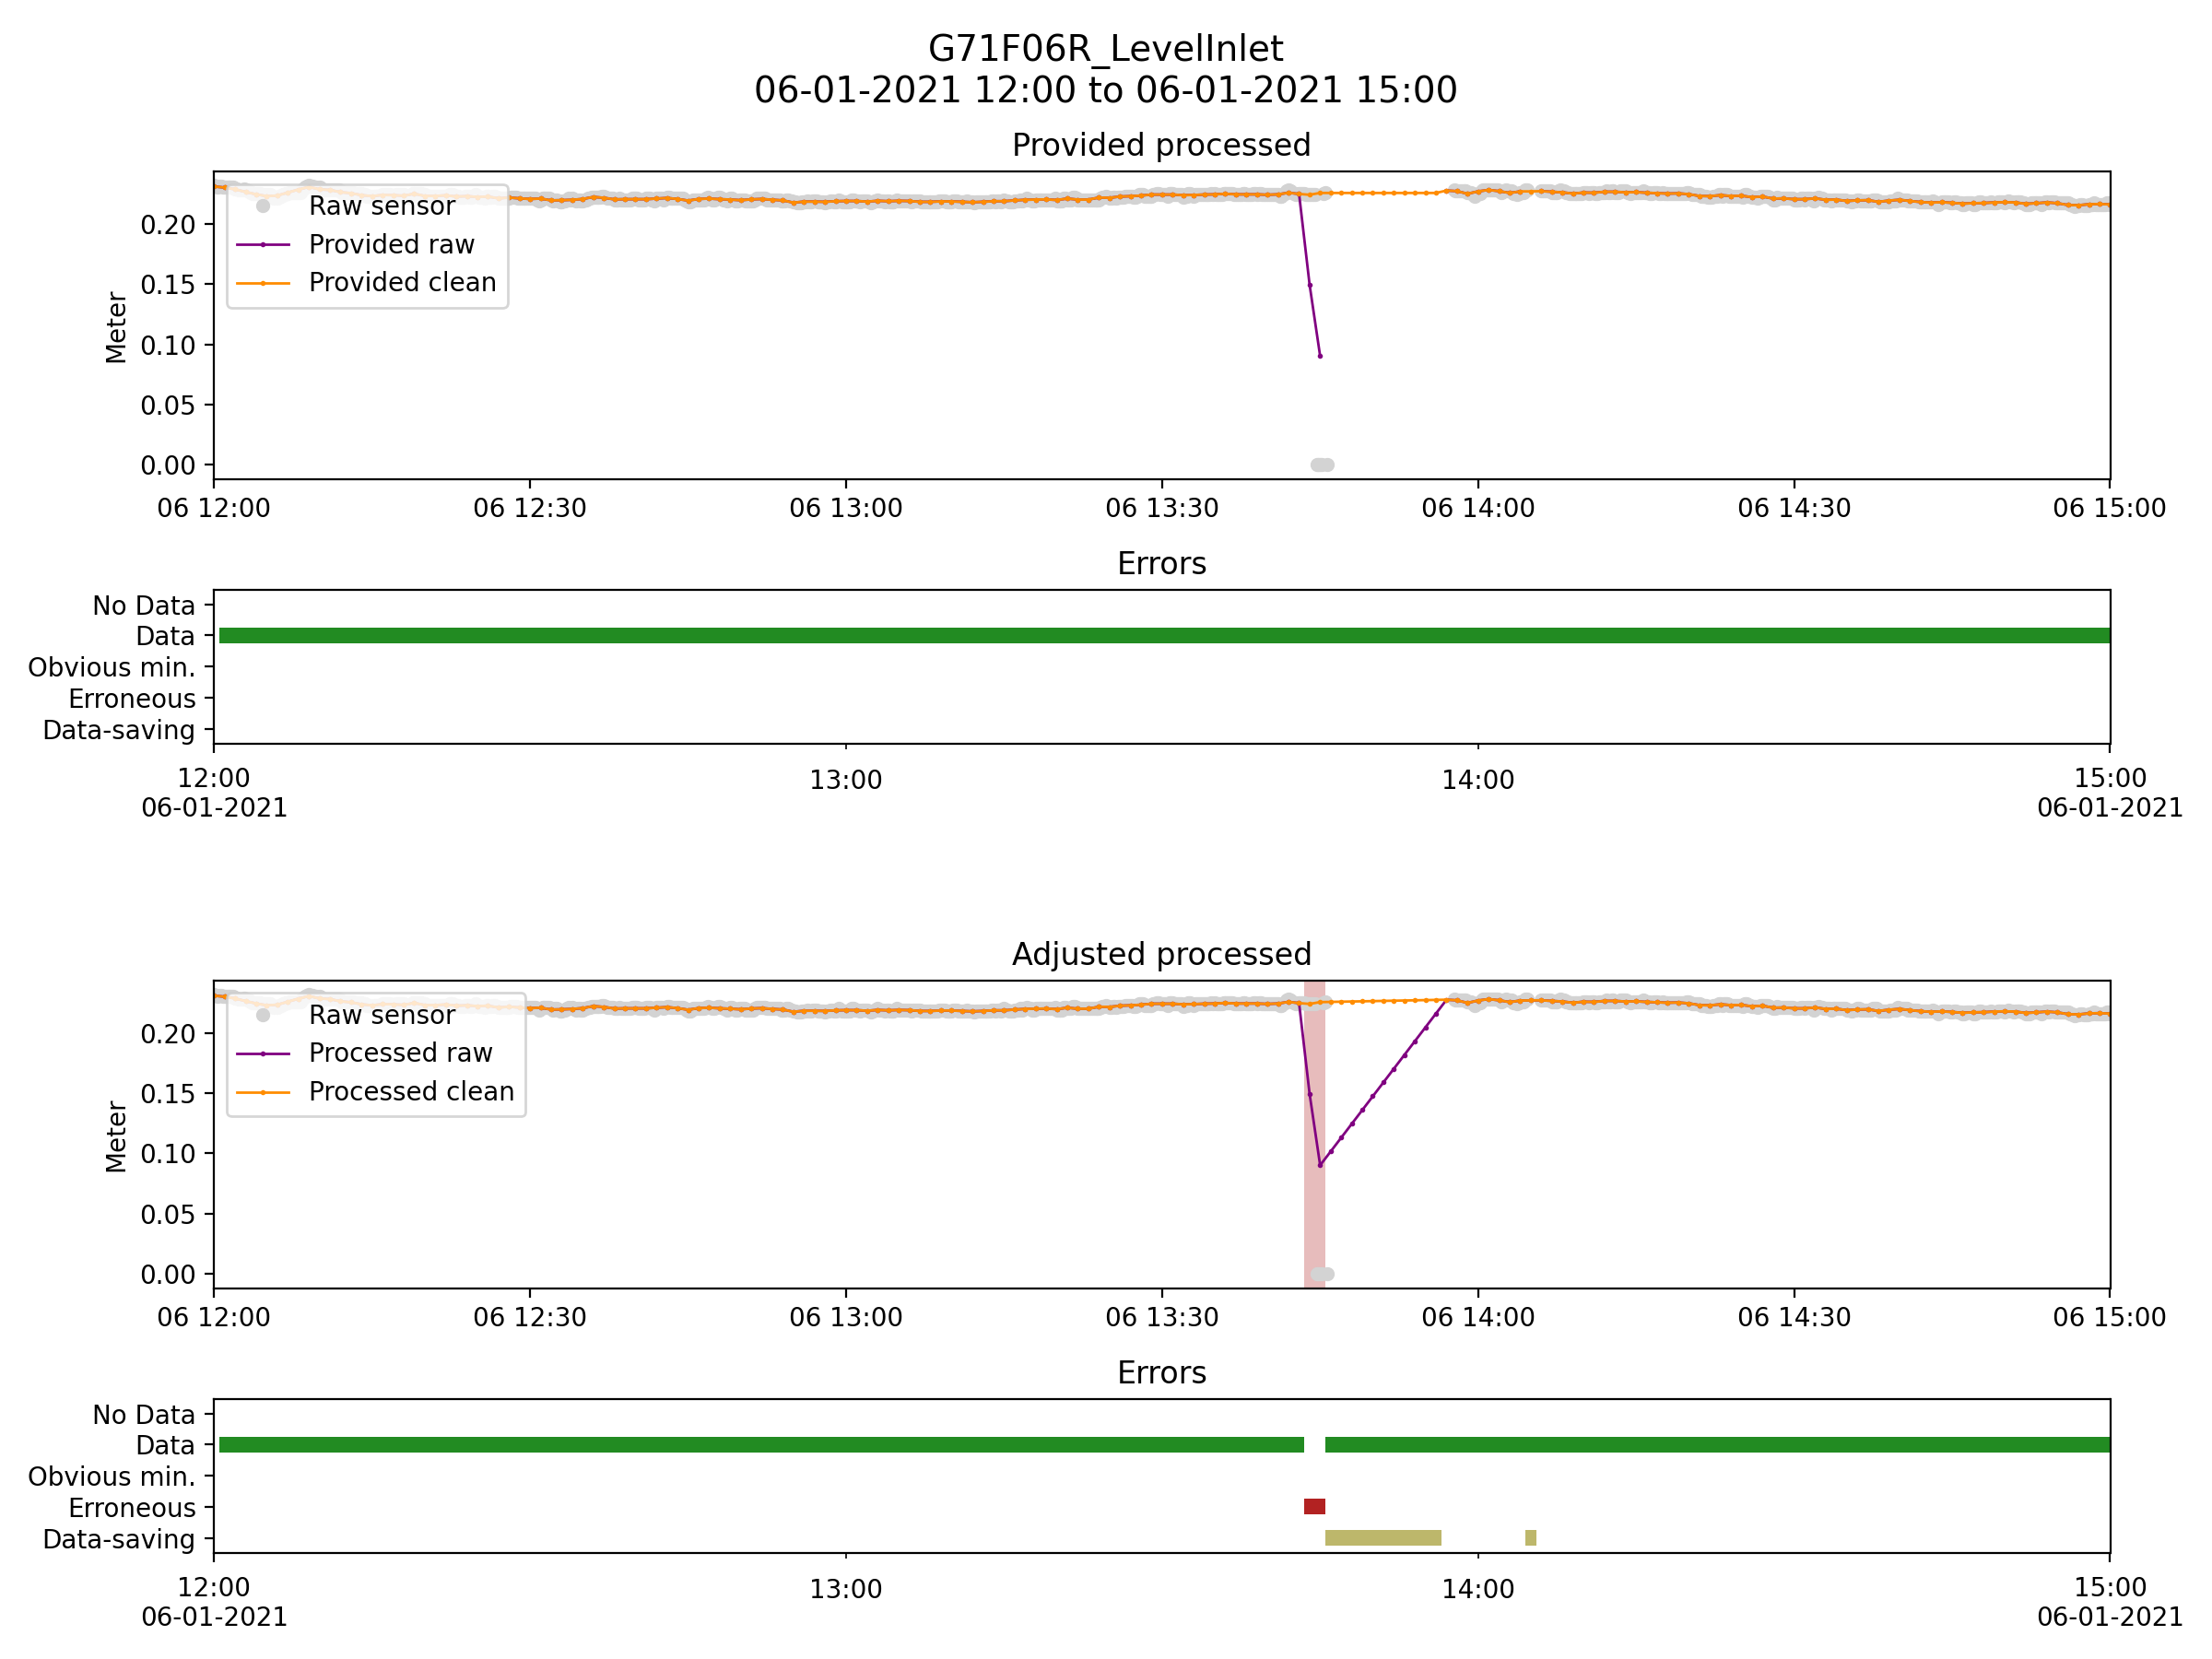 G71F06R_LevelInlet
06-01-2021 12:00 to 06-01-2021 15:00
Provided processed
Meter
0.20
0.15
0.10
0.05
0.00
Raw sensor
Provided raw
Provided clean
06 12:00 06 12:30 06 13:00 06 13:30 06 14:00 06 14:30 06 15:00
Errors
No Data
Data
Obvious min.
Erroneous
Data-saving
12:00 13:00 14:00 15:00
06-01-2021 06-01-2021
Adjusted processed
Meter
0.20
0.15
0.10
0.05
0.00
Raw sensor
Processed raw
Processed clean
06 12:00 06 12:30 06 13:00 06 13:30 06 14:00 06 14:30 06 15:00
Errors
No Data
Data
Obvious min.
Erroneous
Data-saving
12:00 13:00 14:00 15:00
06-01-2021 06-01-2021